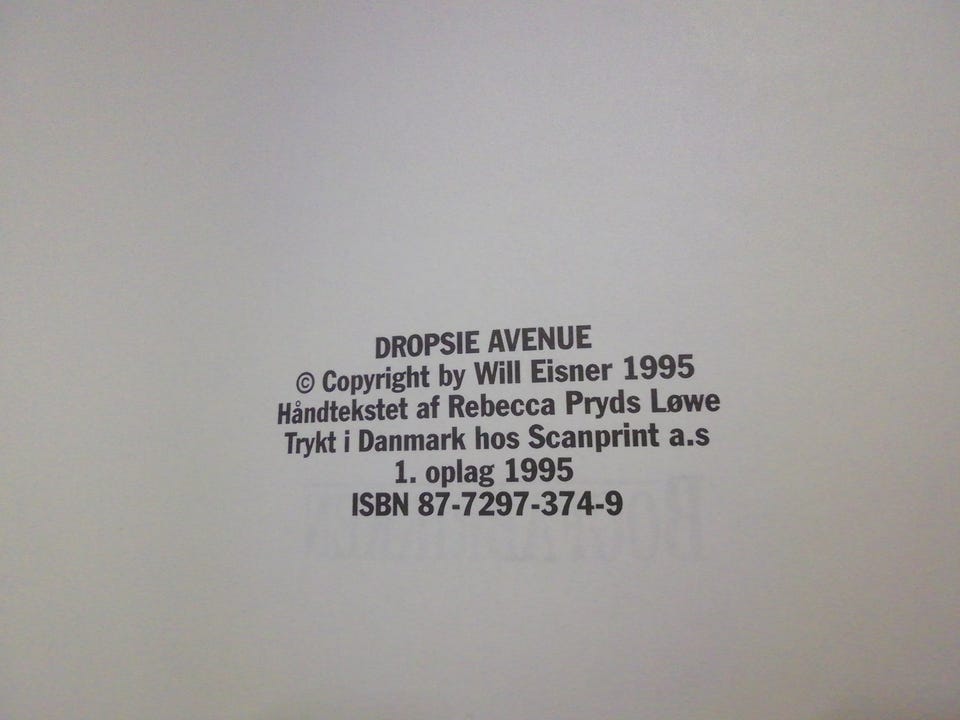 DROPSIE AVENUE
© Copyright by Will Eisner 1995
Håndtekstet af Rebecca Pryds Løwe
Trykt i Danmark hos Scanprint a.s
1. oplag 1995
ISBN 87-7297-374-9